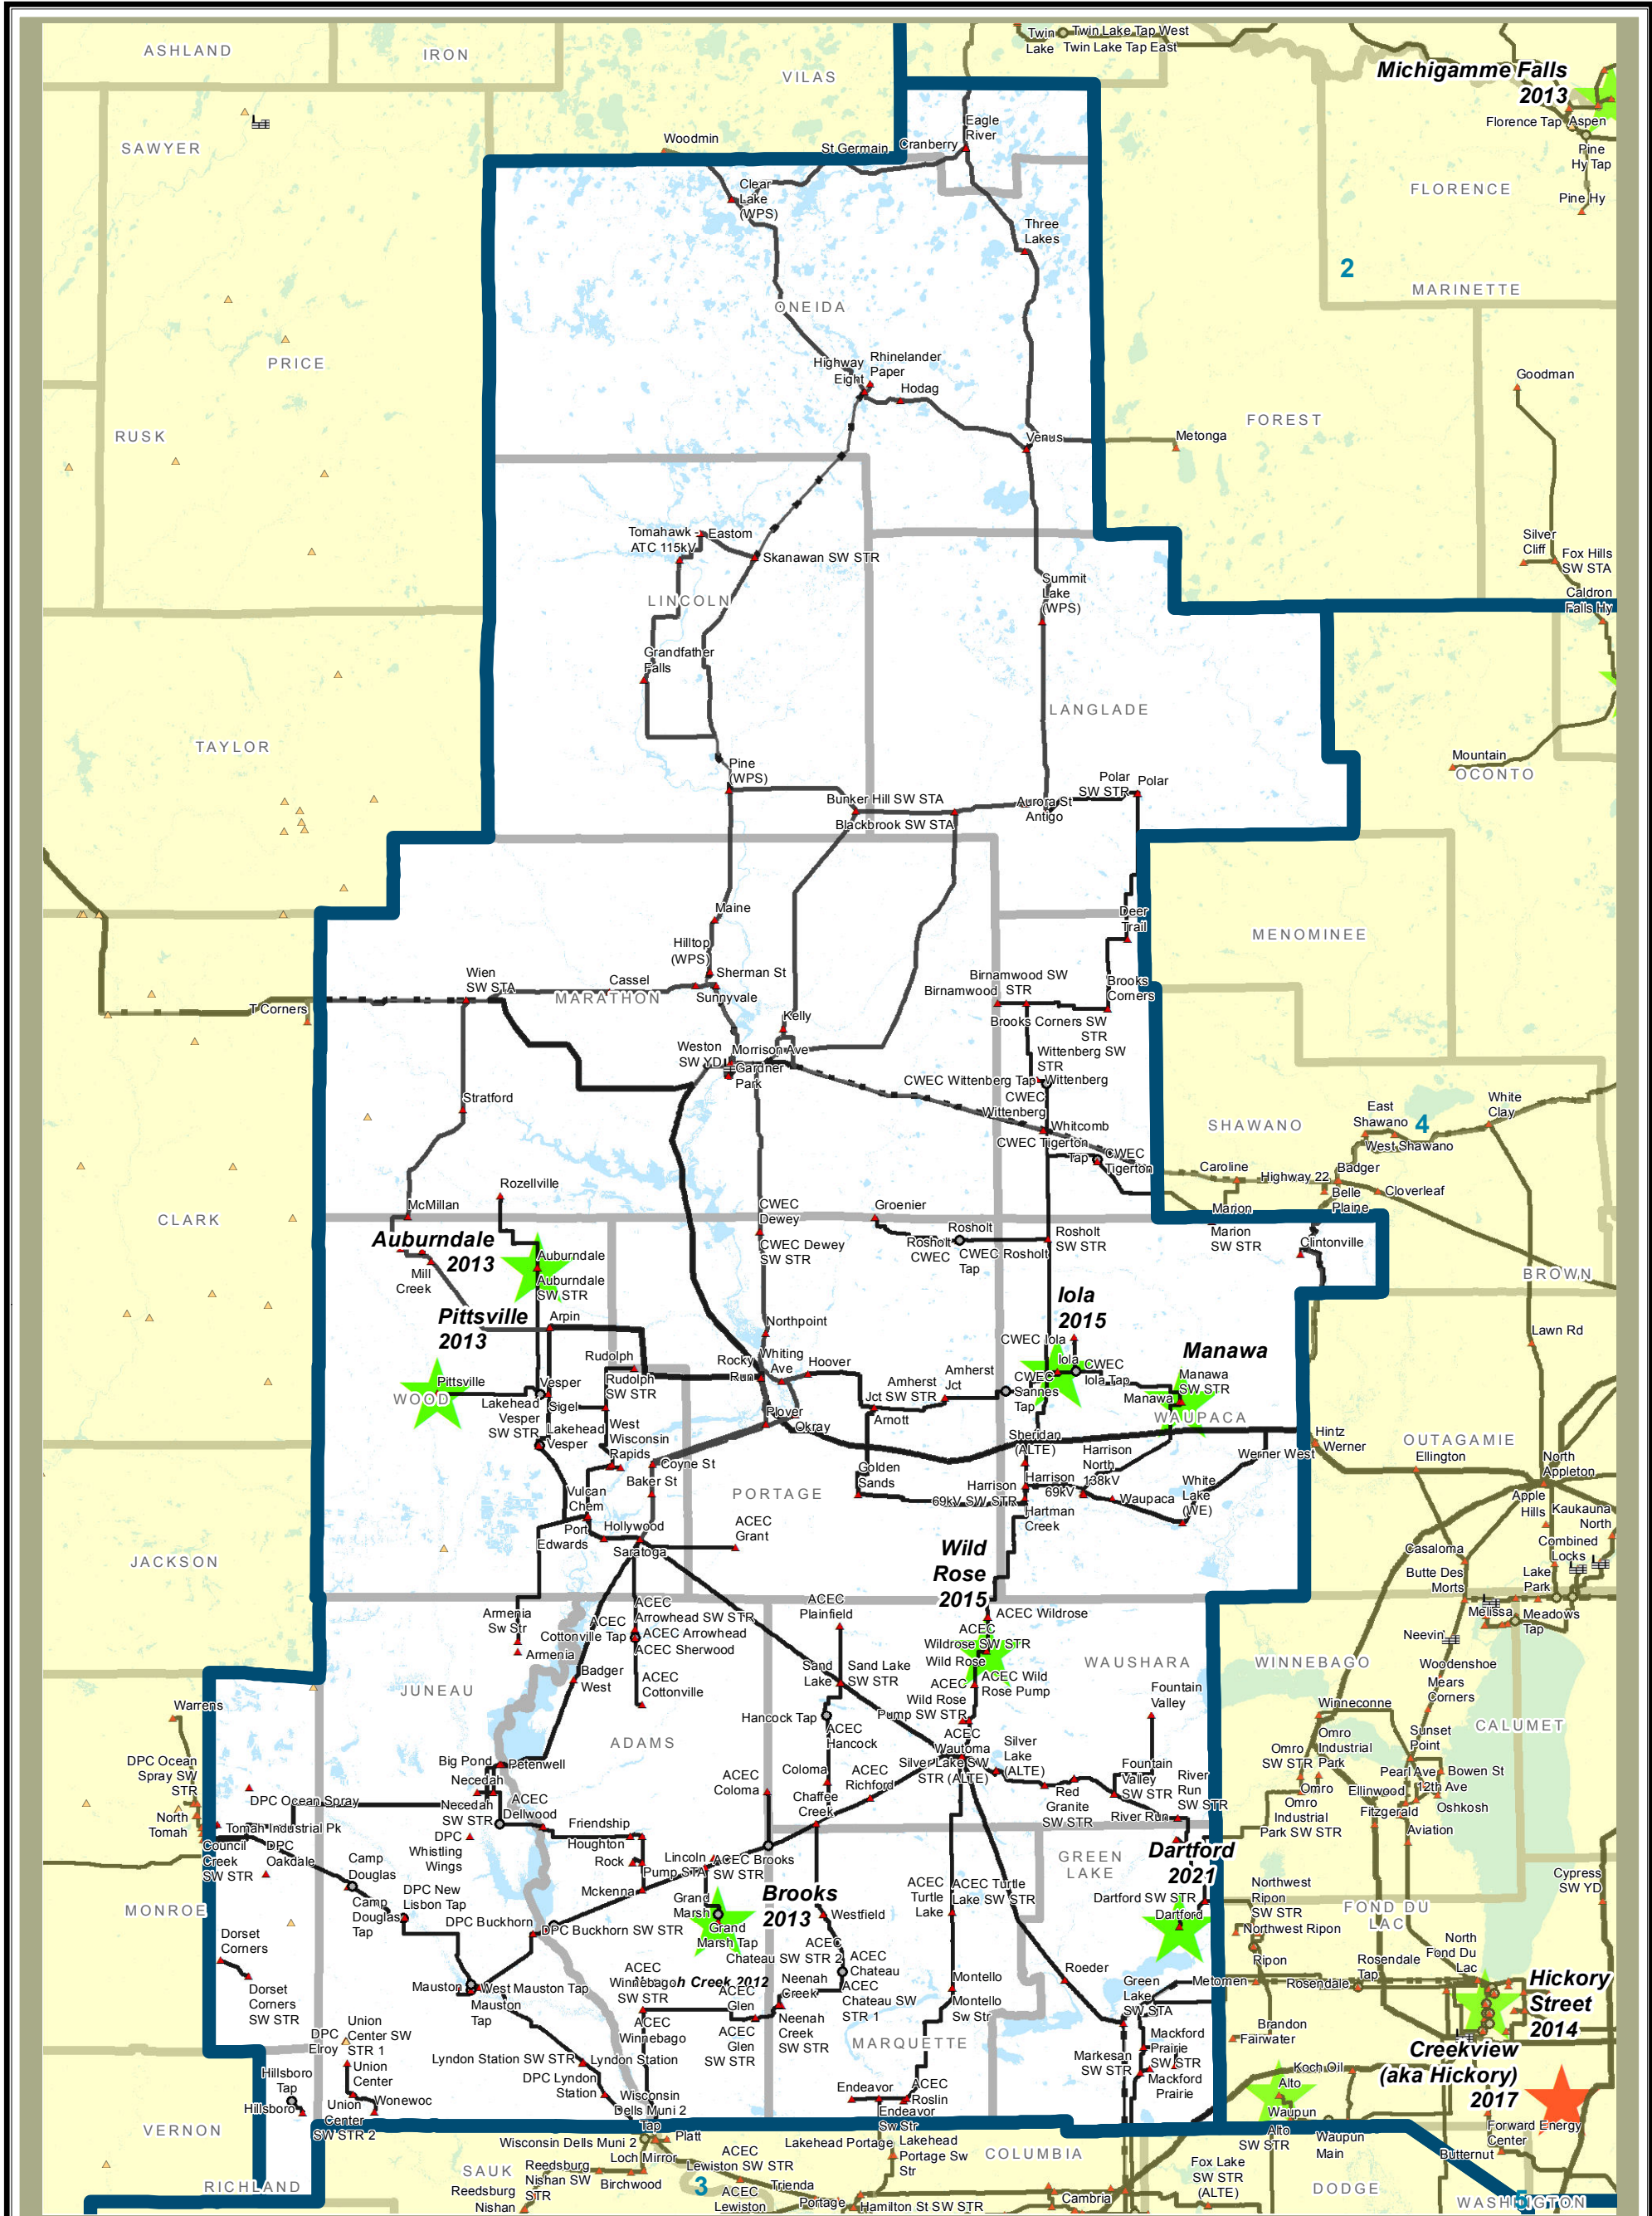 ASHLAND
IRON
VILAS
Twin
Lake
Twin Lake Tap West
Twin Lake Tap East
Michigamme Falls
2013
Florence Tap
Aspen
Pine
Hy Tap
Pine Hy
FLORENCE
SAWYER
Woodmin
St Germain
Cranberry
Eagle
River
Clear
Lake
(WPS)
Three
Lakes
2
MARINETTE
ONEIDA
PRICE
Highway
Eight
Rhinelander
Paper
Hodag
Goodman
RUSK
Venus
Metonga
FOREST
Tomahawk -
ATC 115kV
Eastom
Skanawan SW STR
Silver
Cliff
Fox Hills
SW STA
Caldron
Falls Hy
LINCOLN
Summit
Lake
(WPS)
Grandfather
Falls
LANGLADE
TAYLOR
Mountain
OCONTO
Pine
(WPS)
Polar
SW STR
Polar
Bunker Hill SW STA
Blackbrook SW STA
Aurora St
Antigo
Maine
Deer
Trail
MENOMINEE
Hilltop
(WPS)
Sherman St
Wien
SW STA
Cassel
MARATHON
Sunnyvale
Birnamwood SW
STR
Birnamwood
Brooks
Corners
T Corners
Kelly
Brooks Corners SW
STR
Weston
SW YD
Morrison Ave
Gardner
Park
Wittenberg SW
STR
CWEC Wittenberg Tap
Wittenberg
CWEC
Wittenberg
Stratford
Whitcomb
CWEC Tigerton
Tap
CWEC
Tigerton
SHAWANO
East
Shawano
4
West Shawano
White
Clay
Caroline
Highway 22
Badger
Belle
Plaine
Cloverleaf
Marion
Marion
SW STR
Clintonville
CLARK
McMillan
Rozellville
CWEC
Dewey
CWEC Dewey
SW STR
Groenier
Rosholt
Rosholt
CWEC
CWEC Rosholt
Tap
Rosholt
SW STR
Auburndale
2013
Auburndale
Auburndale
SW STR
Mill
Creek
BROWN
Pittsville
2013
Arpin
Northpoint
Iola
2015
CWEC Iola
Iola
CWEC
Iola Tap
Manawa
Manawa
SW STR
Manawa
Lawn Rd
Rudolph
Rudolph
SW STR
Rocky
Run
Whiting
Ave
Hoover
Amherst
Jct
Amherst
Jct SW STR
CWEC
Sannes
Tap
WAUPACA
Pittsville
WOOD
Vesper
Lakehead
Vesper
SW STR
Sigel
Lakehead
Vesper
West
Wisconsin
Rapids
Plover
Okray
Arnott
Sheridan
(ALTE)
Harrison
North
138kV
Hintz
Werner
Werner West
OUTAGAMIE
Ellington
North
Appleton
Coyne St
Baker St
PORTAGE
Golden
Sands
Harrison
69kV SW STR
Harrison
69kV
Waupaca
White
Lake
(WE)
Hartman
Creek
Apple
Hills
Kaukauna
North
Vulcan
Chem
Port
Edwards
Hollywood
Saratoga
ACEC
Grant
Casaloma
Combined
Locks
JACKSON
Wild
Rose
2015
Butte Des
Morts
Lake
Park
Armenia
Sw Str
Armenia
ACEC
Cottonville Tap
ACEC
Arrowhead SW STR
ACEC Arrowhead
ACEC Sherwood
ACEC
Plainfield
ACEC Wildrose
ACEC
Wildrose SW STR
Wild Rose
Melissa
Meadows
Tap
Neevin
JUNEAU
Badger
West
ACEC
Cottonville
Sand
Lake
Sand Lake
SW STR
ACEC
ACEC Wild
Rose Pump
Wild Rose
Pump SW STR
WAUSHARA
WINNEBAGO
Woodenshoe
Mears
Corners
Fountain
Valley
Winneconne
CALUMET
Warrens
Hancock Tap
ACEC
Hancock
ADAMS
ACEC
Wautoma
Silver Lake SW
STR (ALTE)
Silver
Lake
(ALTE)
Omro
Industrial
Park
Omro
SW STR
Sunset
Point
DPC Ocean
Spray SW
STR
Big Pond
Petenwell
Necedah
ACEC
Coloma
Coloma
ACEC
Richford
Fountain
Valley
SW STR
River
Run
SW STR
Pearl Ave
Bowen St
12th Ave
Ellinwood
Oshkosh
North
Tomah
DPC Ocean Spray
Necedah
SW STR
ACEC
Dellwood
Chaffee
Creek
Red
Granite
SW STR
River Run
Omro
Omro
Industrial
Park SW STR
Fitzgerald
Aviation
Tomah Industrial Pk
Council
Creek
SW STR
DPC
Oakdale
DPC
Whistling
Wings
Friendship
Houghton
Rock
Lincoln
Pump STA
ACEC Brooks
SW STR
GREEN
LAKE
Dartford
2021
Camp
Douglas
Camp
Douglas
Tap
DPC New
Lisbon Tap
Mckenna
Grand
Marsh
Grand
Marsh Tap
Brooks
2013
Westfield
ACEC
Turtle
Lake
ACEC Turtle
Lake SW STR
Dartford SW STR
Dartford
Northwest
Ripon
SW STR
Northwest Ripon
Cypress
SW YD
MONROE
DPC Buckhorn
DPC Buckhorn SW STR
ACEC
Chateau SW STR 2
ACEC
Chateau
FOND DU
LAC
North
Fond Du
Lac
Dorset
Corners
Dorset
Corners
SW STR
Mauston
West Mauston Tap
Mauston
Tap
ACEC
Winnebago
SW STR
h Creek 2012
ACEC
Glen
Neenah
Creek
ACEC
Chateau SW
STR 1
Montello
Montello
Sw Str
Roeder
Green
Lake
SW STA
Metomen
Ripon
Rosendale
Rosendale
Tap
Hickory
Street
2014
ACEC
Winnebago
ACEC
Glen
SW STR
Neenah
Creek
SW STR
MARQUETTE
Mackford
Prairie
SW STR
Mackford
Prairie
Markesan
SW STR
Brandon
Fairwater
Creekview
(aka Hickory)
2017
DPC
Elroy
Union
Center SW
STR 1
Union
Center
Wonewoc
Union
Center
SW STR 2
Hillsboro
Tap
Hillsboro
Lyndon Station SW STR
Lyndon Station
DPC Lyndon
Station
Wisconsin
Dells Muni 2
Tap
Endeavor
ACEC
Roslin
Endeavor
Sw Str
Koch Oil
Alto
Waupun
Alto
SW STR
Waupun
Main
Forward Energy
Center
Butternut
VERNON
Wisconsin Dells Muni 2
Platt
Loch Mirror
Lakehead Portage
Lakehead
Portage Sw
Str
COLUMBIA
SAUK
Reedsburg
Nishan SW
STR
Reedsburg
Nishan
Birchwood
ACEC
Lewiston SW STR
3
ACEC
Lewiston
Trienda
Portage
Hamilton St SW STR
Cambria
Fox Lake
SW STR
(ALTE)
DODGE
RICHLAND
WASHINGTON
5